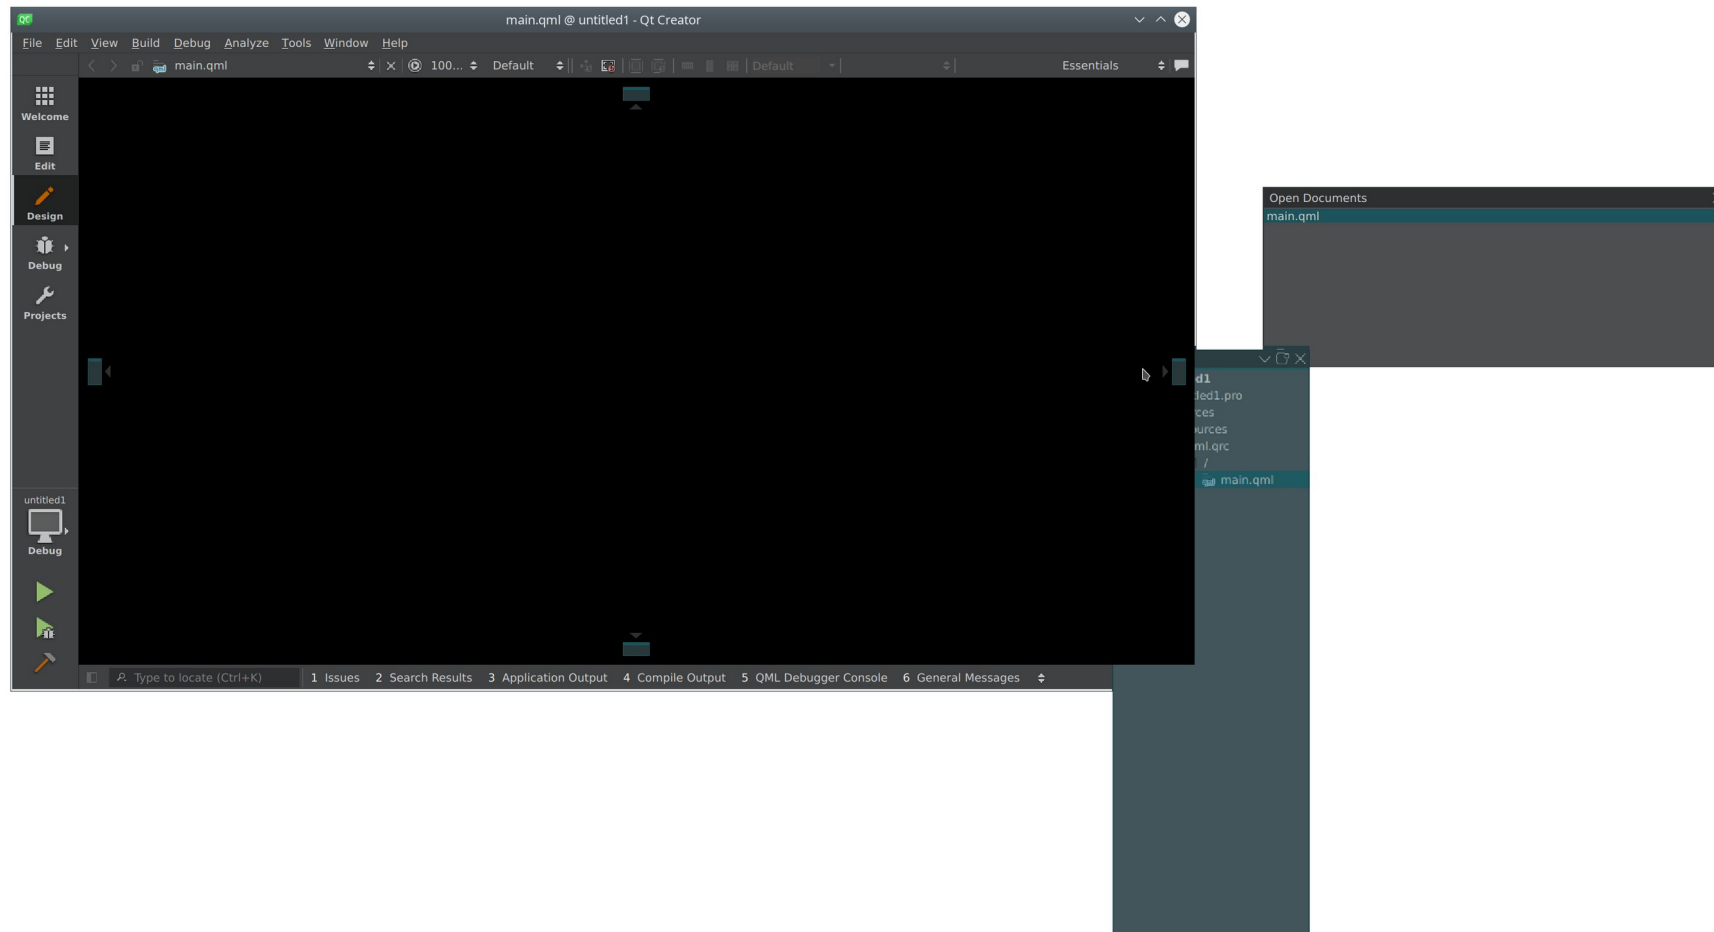 main.qml @ untitled1 - Qt Creator
File Edit View Build Debug Analyze Tools Window Help
main.qml 100... Default Default Essentials
Welcome
Edit
Design
Debug
Projects
untitled1
Debug
Type to locate (Ctrl+K) 1 Issues 2 Search Results 3 Application Output 4 Compile Output 5 QML Debugger Console 6 General Messages
Open Documents
main.qml
d1
led1.pro
rces
urces
ml.qrc
/
main.qml